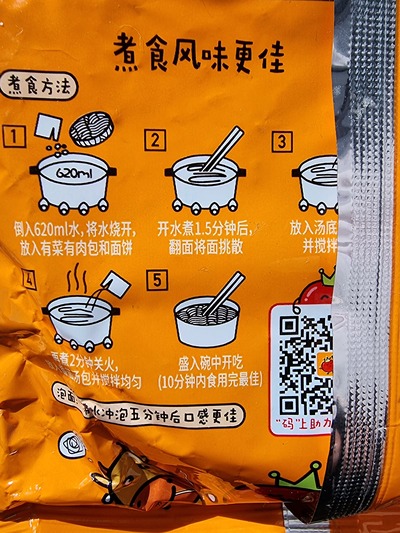 煮食风味更佳
煮食方法
1
620ml
倒入620ml水,将水烧开,
放入有菜有肉包和面饼
2
开水煮1.5分钟后,
翻面将面挑散
3
放入汤底
并搅拌
4
煮2分钟关火,
汤包并搅拌均匀
5
盛入碗中开吃
(10分钟内食用完最佳)
泡面
冲泡五分钟后口感更佳
"码"上助力